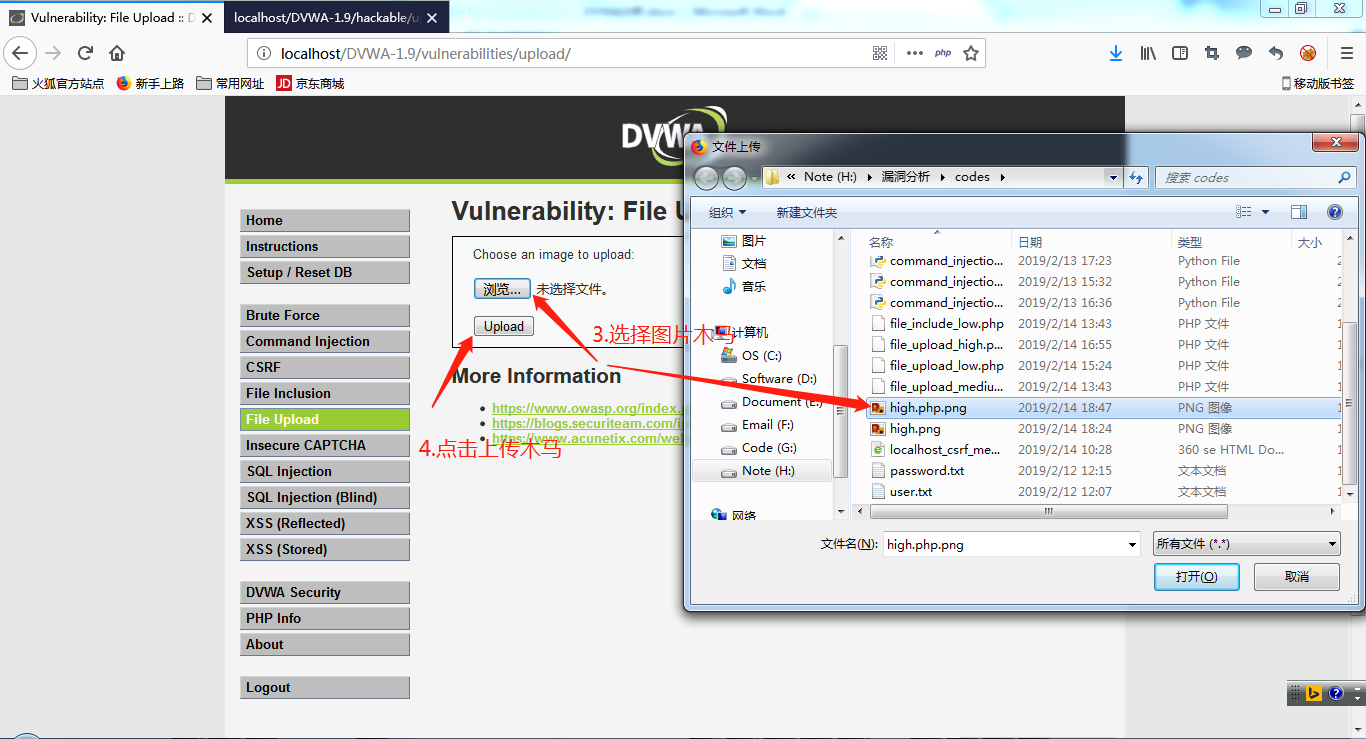 Vulnerability: File Upload :: D
localhost/DVWA-1.9/hackable/u
localhost/DVWA-1.9/vulnerabilities/upload/
php
火狐官方站点
新手上路
常用网址
JD 京东商城
移动版书签
DVWA
Home
Instructions
Setup / Reset DB
Brute Force
Command Injection
CSRF
File Inclusion
File Upload
Insecure CAPTCHA
SQL Injection
SQL Injection (Blind)
XSS (Reflected)
XSS (Stored)
DVWA Security
PHP Info
About
Logout
Vulnerability: File U
Choose an image to upload:
浏览... 未选择文件。
Upload
3.选择图片木马
More Information
https://www.owasp.org/index.
https://blogs.securiteam.com/in
https://www.acunetix.com/we
4.点击上传木马
文件上传
« Note (H:) 漏洞分析 codes
搜索 codes
组织 新建文件夹
图片
文档
音乐
计算机
OS (C:)
Software (D:)
Document (E:)
Email (F:)
Code (G:)
Note (H:)
网络
名称 日期 类型 大小
command_injectio... 2019/2/13 17:23 Python File 2
command_injectio... 2019/2/13 15:32 Python File 2
command_injectio... 2019/2/13 16:36 Python File 2
file_include_low.php 2019/2/14 13:43 PHP 文件 1
file_upload_high.p... 2019/2/14 16:55 PHP 文件 1
file_upload_low.php 2019/2/14 15:24 PHP 文件 1
file_upload_mediu... 2019/2/14 13:43 PHP 文件 1
high.php.png 2019/2/14 18:47 PNG 图像 1
high.png 2019/2/14 18:24 PNG 图像 1
localhost_csrf_me... 2019/2/14 10:28 360 se HTML Do... 1
password.txt 2019/2/12 12:15 文本文档 1
user.txt 2019/2/12 12:07 文本文档 1
文件名(N): high.php.png 所有文件 (*.*)
打开(O) 取消